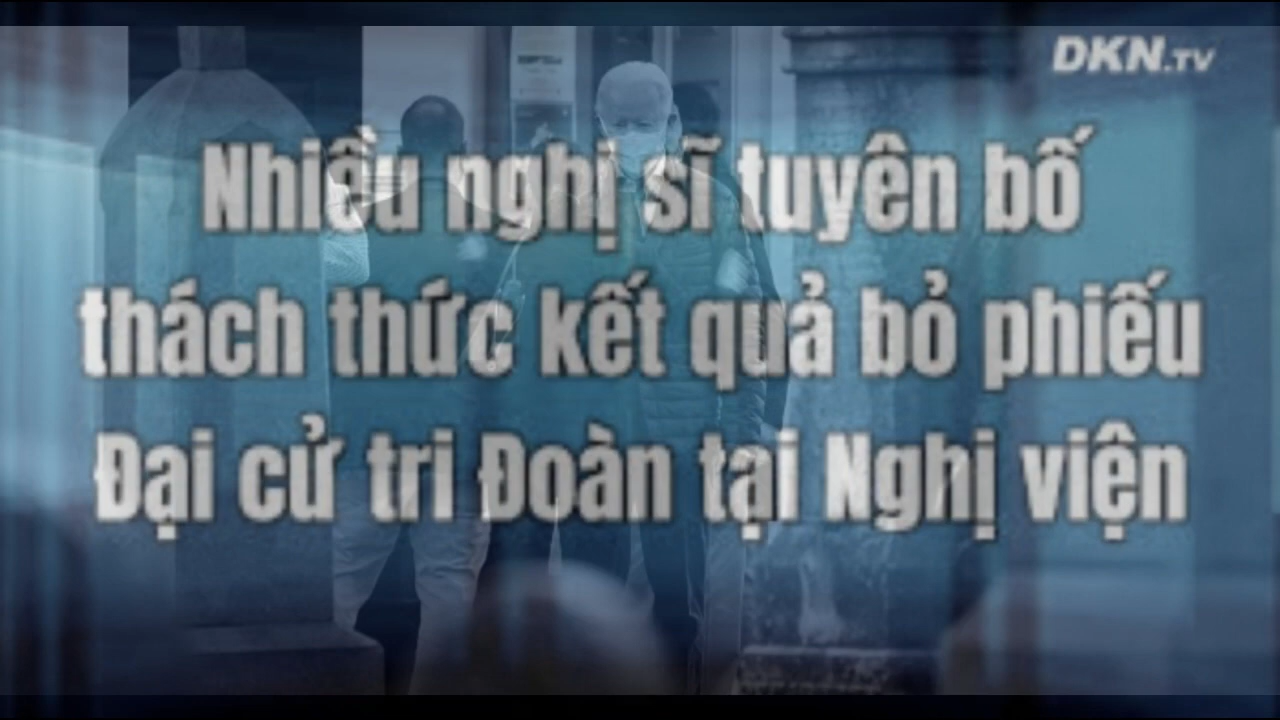 DKN.TV
Nhiều nghị sĩ tuyên bố
thách thức kết quả bỏ phiếu
Đại cử tri Đoàn tại Nghị viện